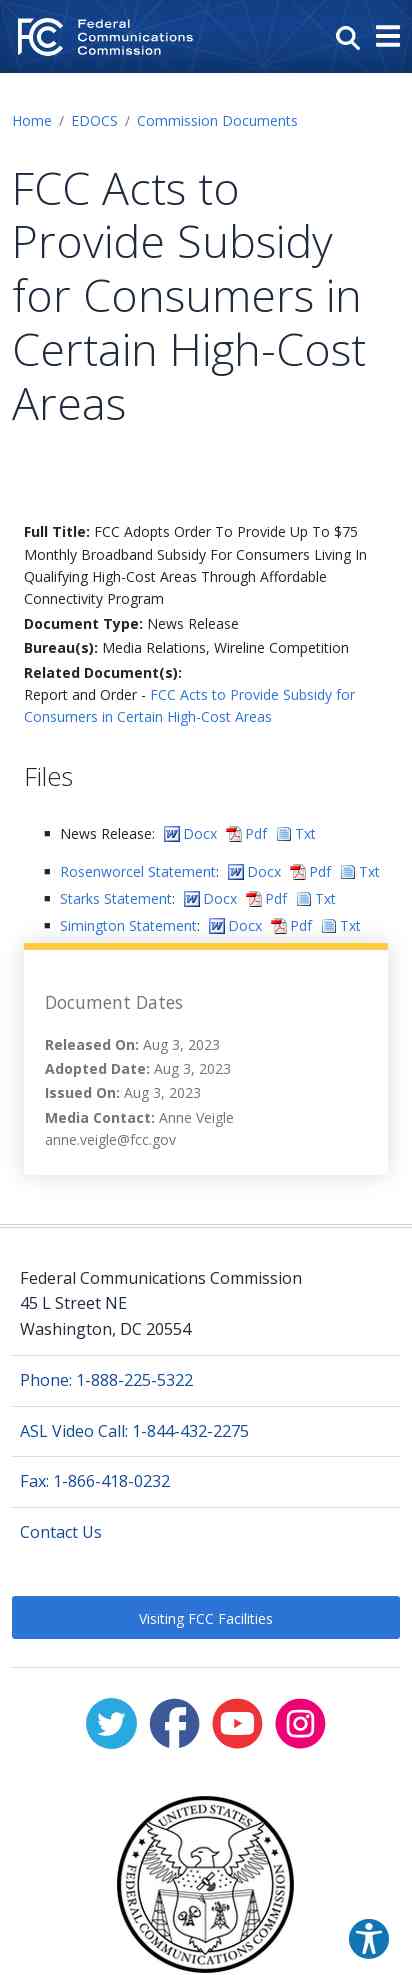 Federal
Communications
Commission
Home / EDOCS / Commission Documents
FCC Acts to
Provide Subsidy
for Consumers in
Certain High-Cost
Areas
Full Title: FCC Adopts Order To Provide Up To $75
Monthly Broadband Subsidy For Consumers Living In
Qualifying High-Cost Areas Through Affordable
Connectivity Program
Document Type: News Release
Bureau(s): Media Relations, Wireline Competition
Related Document(s):
Report and Order - FCC Acts to Provide Subsidy for
Consumers in Certain High-Cost Areas
Files
News Release: Docx Pdf Txt
Rosenworcel Statement: Docx Pdf Txt
Starks Statement: Docx Pdf Txt
Simington Statement: Docx Pdf Txt
Document Dates
Released On: Aug 3, 2023
Adopted Date: Aug 3, 2023
Issued On: Aug 3, 2023
Media Contact: Anne Veigle
anne.veigle@fcc.gov
Federal Communications Commission
45 L Street NE
Washington, DC 20554
Phone: 1-888-225-5322
ASL Video Call: 1-844-432-2275
Fax: 1-866-418-0232
Contact Us
Visiting FCC Facilities
UNITED STATES
FEDERAL COMMUNICATIONS COMMISSION